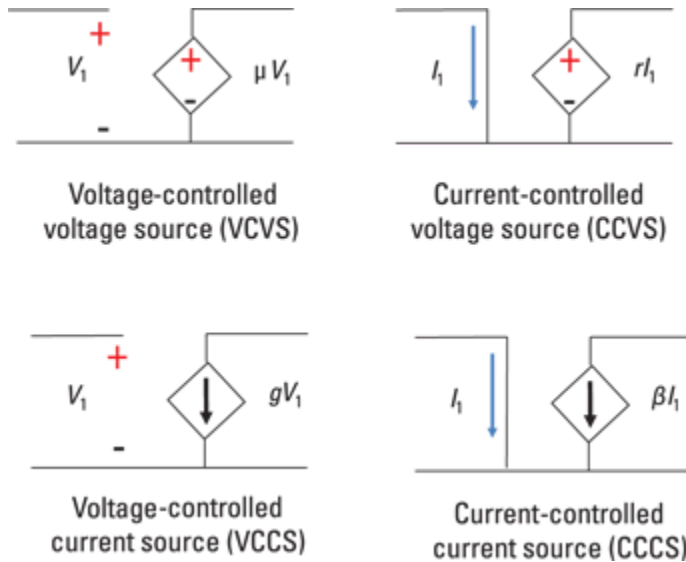 +
V₁
+
-
μV₁
-
Voltage-controlled
voltage source (VCVS)
I₁
+
-
rI₁
Current-controlled
voltage source (CCVS)
+
V₁
gV₁
-
Voltage-controlled
current source (VCCS)
I₁
βI₁
Current-controlled
current source (CCCS)